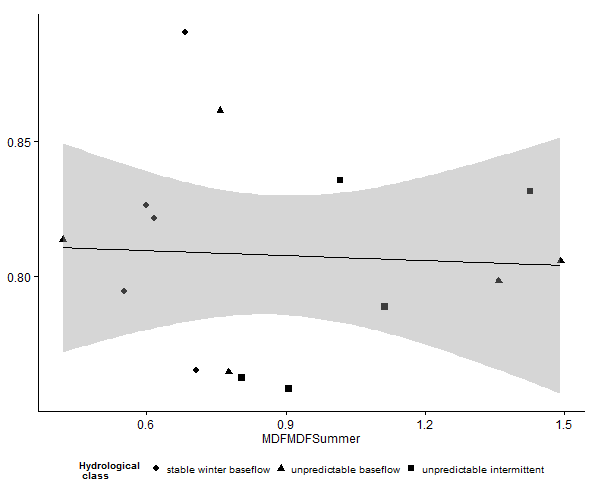 0.85
0.80
0.6 0.9 1.2 1.5
MDFMDFSummer
Hydrological class stable winter baseflow unpredictable baseflow unpredictable intermittent